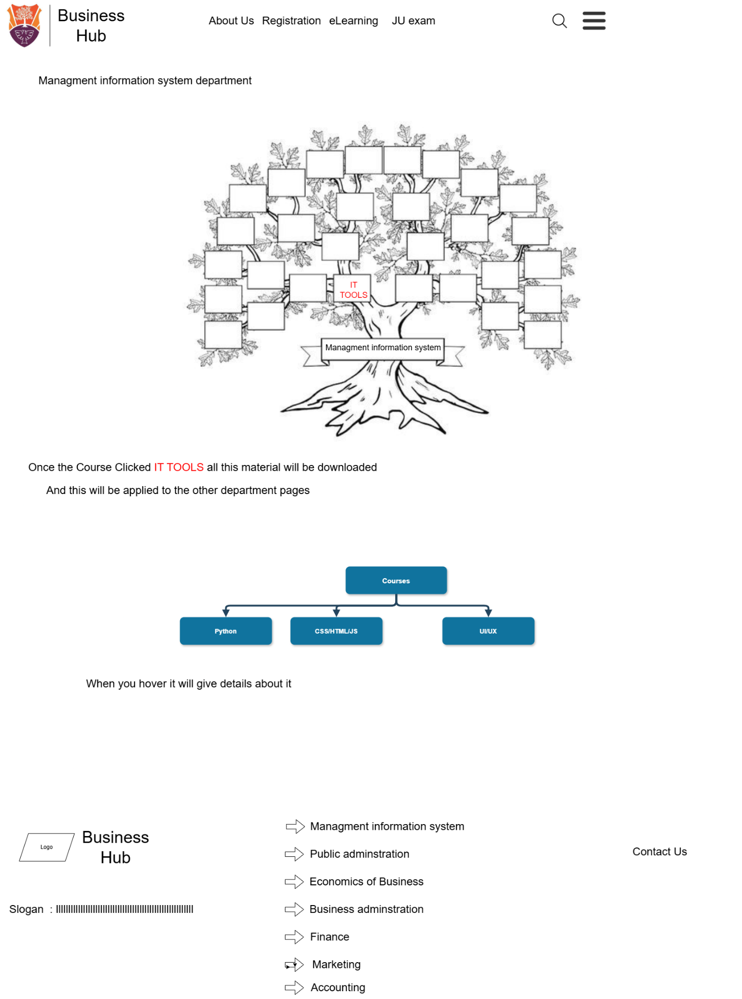 Business
Hub
About Us Registration eLearning JU exam
Managment information system department
IT
TOOLS
Managment information system
Once the Course Clicked IT TOOLS all this material will be downloaded
And this will be applied to the other department pages
Courses
Python
CSS/HTML/JS
UI/UX
When you hover it will give details about it
Logo
Business
Hub
Slogan :
Managment information system
Public adminstration
Economics of Business
Business adminstration
Finance
Marketing
Accounting
Contact Us